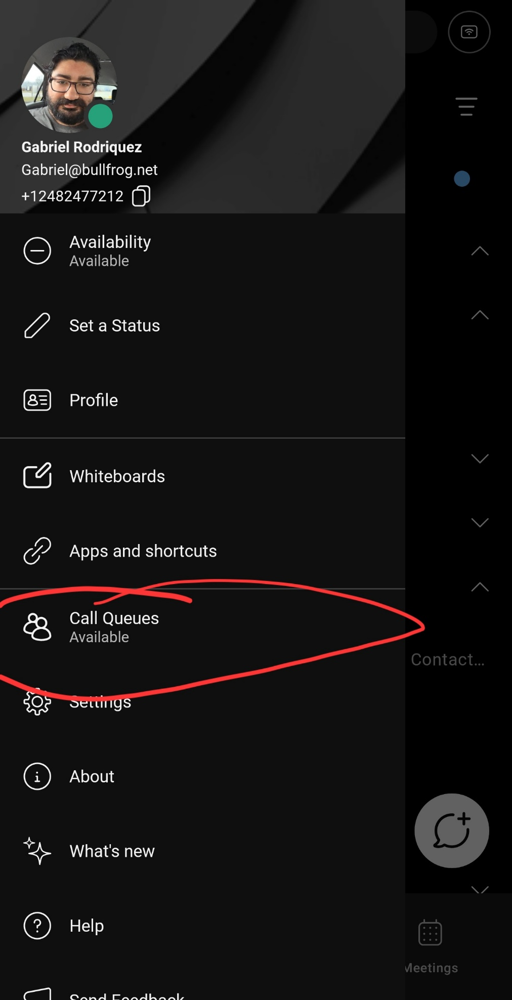 Gabriel Rodriquez
Gabriel@bullfrog.net
+12482477212
Availability
Available
Set a Status
Profile
Whiteboards
Apps and shortcuts
Call Queues
Available
Contact...
Settings
About
What's new
Help
Meetings
Send Feedback